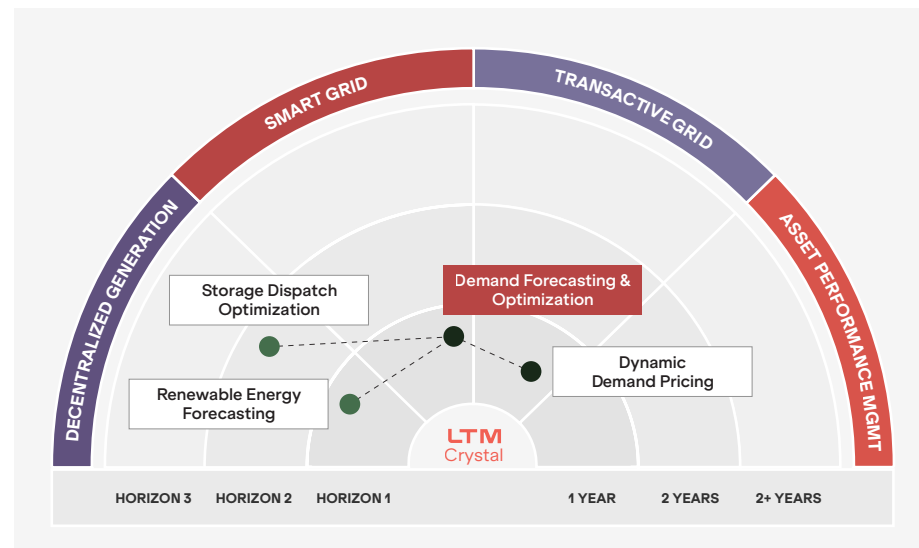 DECENTRALIZED GENERATION
SMART GRID
TRANSACTIVE GRID
ASSET PERFORMANCE MGMT
Storage Dispatch
Optimization
Demand Forecasting &
Optimization
Renewable Energy
Forecasting
Dynamic
Demand Pricing
LTM
Crystal
HORIZON 3
HORIZON 2
HORIZON 1
1 YEAR
2 YEARS
2+ YEARS